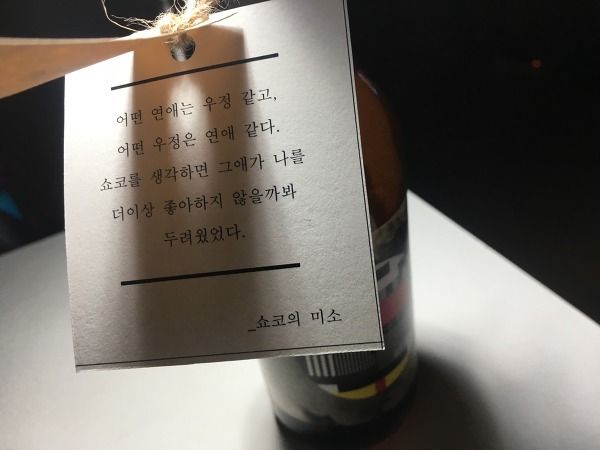 어떤 연애는 우정 같고,
어떤 우정은 연애 같다.
쇼코를 생각하면 그애가 나를
더이상 좋아하지 않을까봐
두려웠었다.
_쇼코의 미소